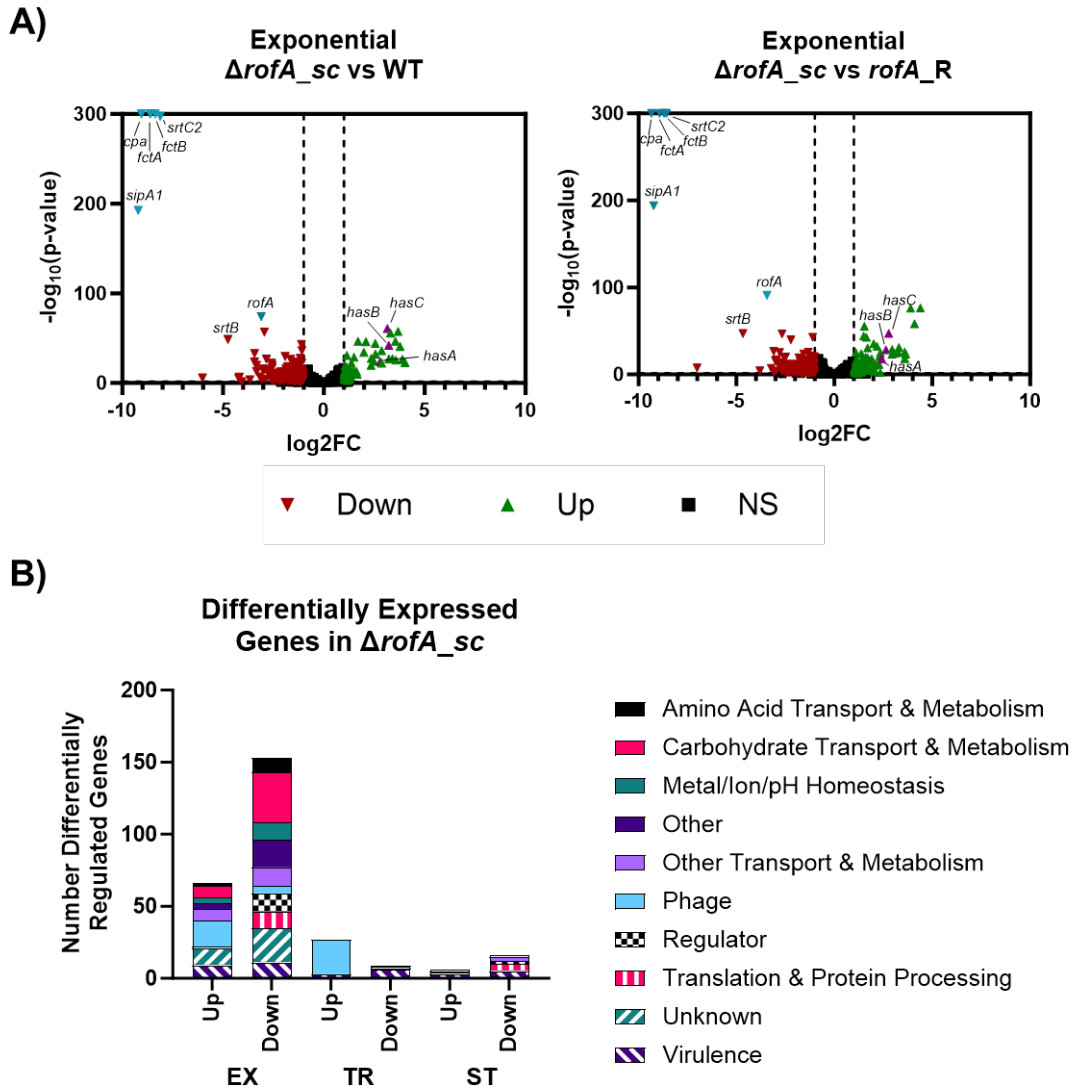 A)
Exponential
ΔrofA_sc vs WT
Exponential
ΔrofA_sc vs rofA_R
-log10(p-value)
300
200
100
0
cpa
fctA
fctB
srtC2
sipA1
rofA
srtB
hasB
hasC
hasA
-10
-5
0
5
10
log2FC
-log10(p-value)
300
200
100
0
cpa
fctA
fctB
srtC2
sipA1
rofA
srtB
hasB
hasC
hasA
-10
-5
0
5
10
log2FC
Down
Up
NS
B)
Differentially Expressed
Genes in ΔrofA_sc
Number Differentially
Regulated Genes
200
150
100
50
0
Up
Down
Up
Down
Up
Down
EX
TR
ST
Amino Acid Transport & Metabolism
Carbohydrate Transport & Metabolism
Metal/Ion/pH Homeostasis
Other
Other Transport & Metabolism
Phage
Regulator
Translation & Protein Processing
Unknown
Virulence